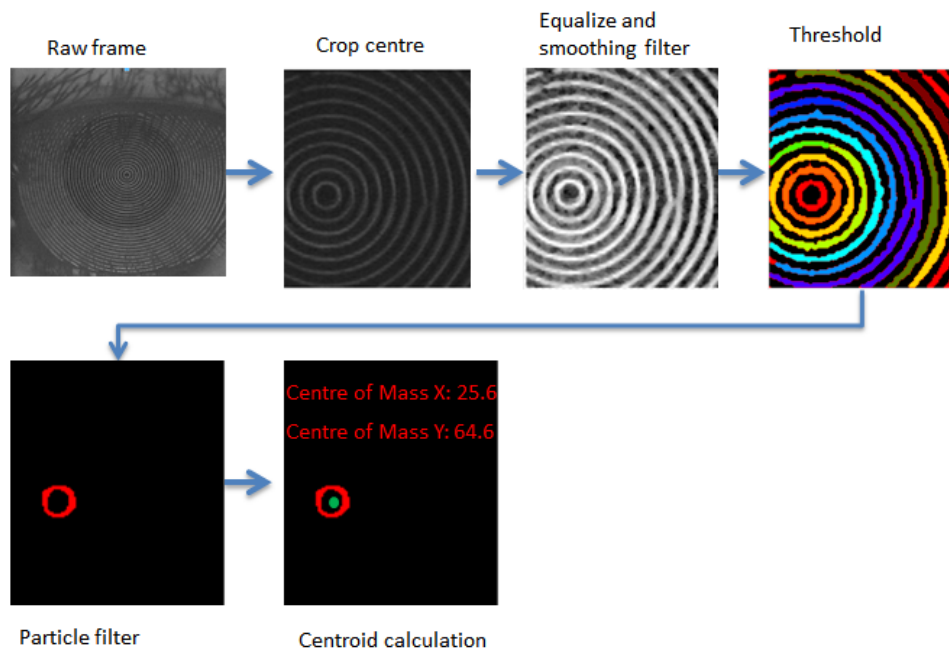 Raw frame
Crop centre
Equalize and
smoothing filter
Threshold
Centre of Mass X: 25.6
Centre of Mass Y: 64.6
Particle filter
Centroid calculation